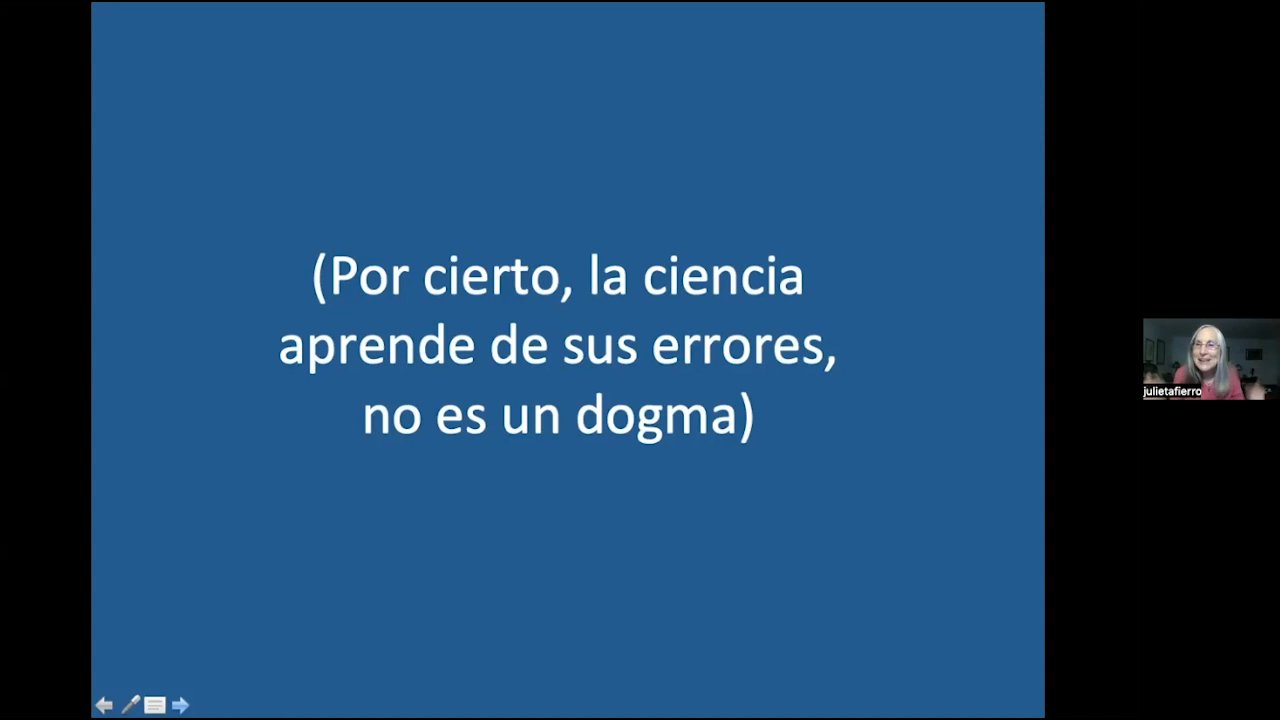 (Por cierto, la ciencia
aprende de sus errores,
no es un dogma)
julietafierro